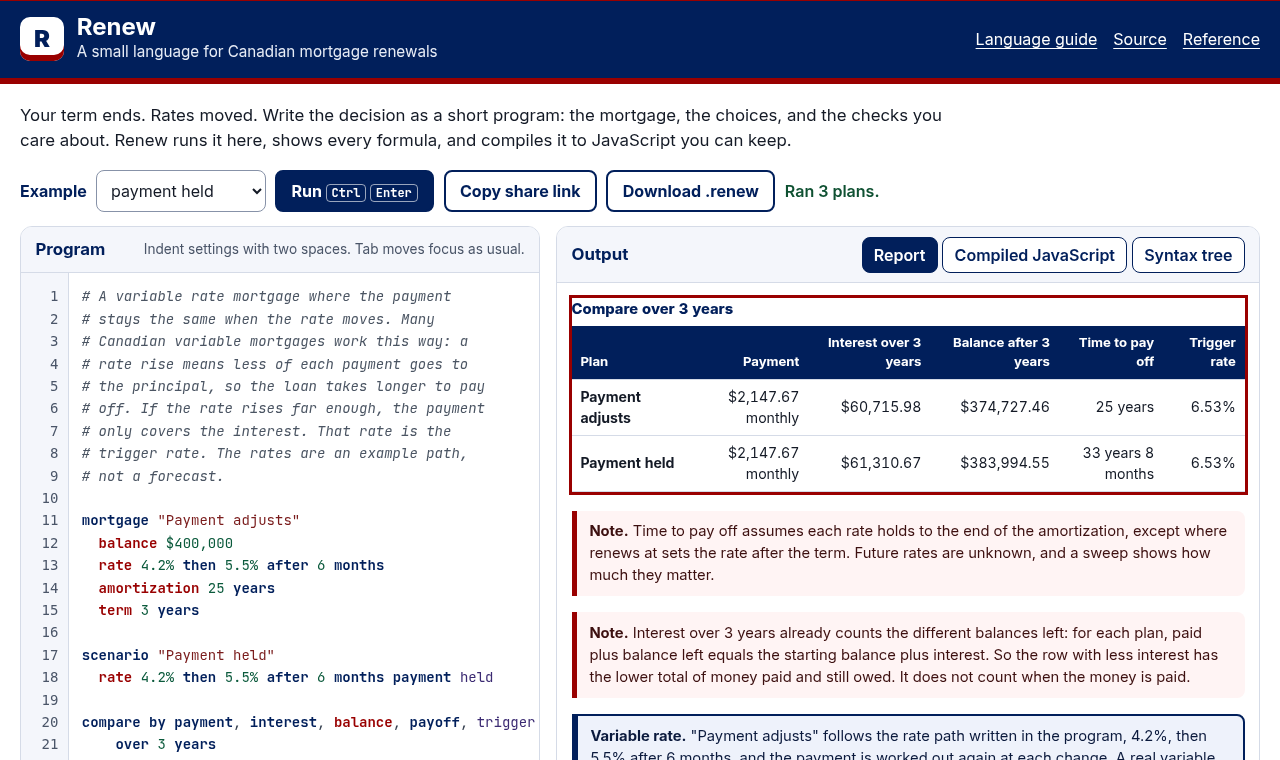 R
Renew
A small language for Canadian mortgage renewals
Language guide Source Reference
Your term ends. Rates moved. Write the decision as a short program: the mortgage, the choices, and the checks you
care about. Renew runs it here, shows every formula, and compiles it to JavaScript you can keep.
Example payment held Run Ctrl Enter Copy share link Download .renew Ran 3 plans.
Program Indent settings with two spaces. Tab moves focus as usual.
1 # A variable rate mortgage where the payment
2 # stays the same when the rate moves. Many
3 # Canadian variable mortgages work this way: a
4 # rate rise means less of each payment goes to
5 # the principal, so the loan takes longer to pay
6 # off. If the rate rises far enough, the payment
7 # only covers the interest. That rate is the
8 # trigger rate. The rates are an example path,
9 # not a forecast.
10
11 mortgage "Payment adjusts"
12 balance $400,000
13 rate 4.2% then 5.5% after 6 months
14 amortization 25 years
15 term 3 years
16
17 scenario "Payment held"
18 rate 4.2% then 5.5% after 6 months payment held
19
20 compare by payment, interest, balance, payoff, trigger
21 over 3 years
Output Report Compiled JavaScript Syntax tree
Compare over 3 years
Plan Payment Interest over 3 years Balance after 3 years Time to pay off Trigger rate
Payment adjusts $2,147.67 monthly $60,715.98 $374,727.46 25 years 6.53%
Payment held $2,147.67 monthly $61,310.67 $383,994.55 33 years 8 months 6.53%
Note. Time to pay off assumes each rate holds to the end of the amortization, except where
renews at sets the rate after the term. Future rates are unknown, and a sweep shows how
much they matter.
Note. Interest over 3 years already counts the different balances left: for each plan, paid
plus balance left equals the starting balance plus interest. So the row with less interest has
the lower total of money paid and still owed. It does not count when the money is paid.
Variable rate. "Payment adjusts" follows the rate path written in the program, 4.2%, then
5.5% after 6 months, and the payment is worked out again at each change. A real variable